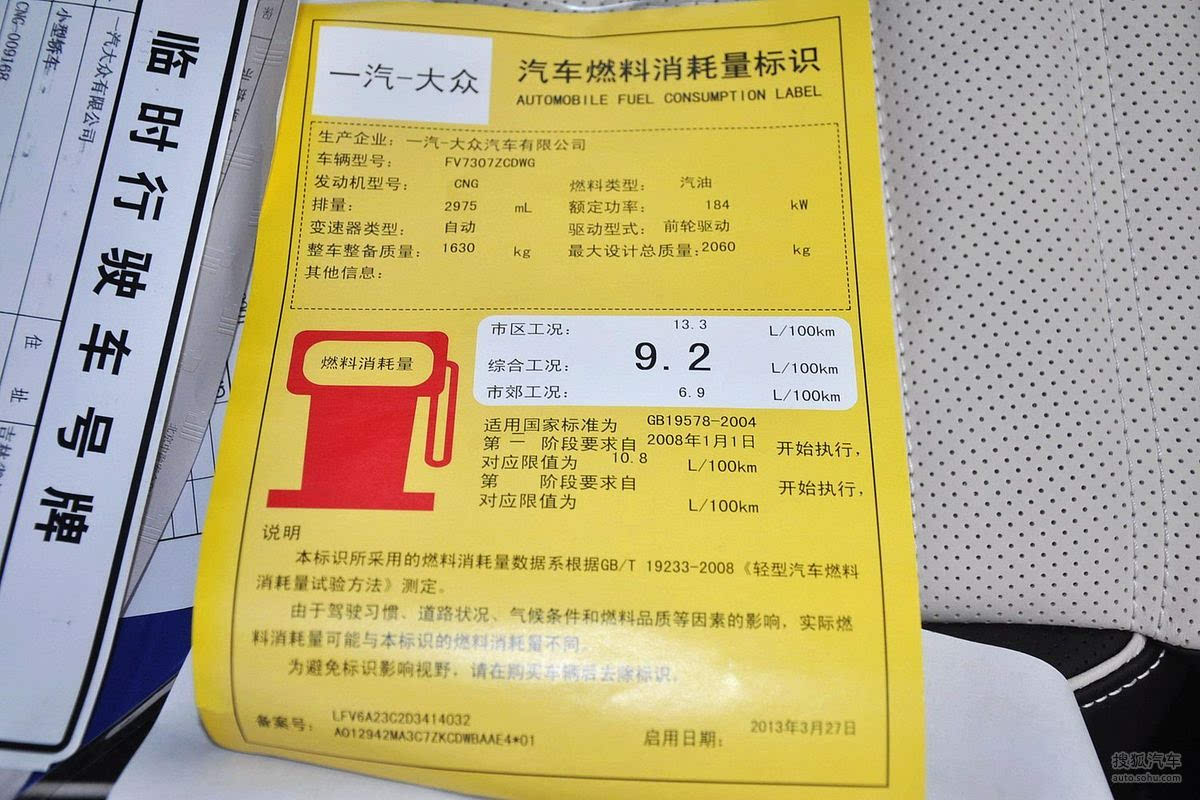 临时行驶车号牌
一汽大众有限公司
小型轿车
CNG-009168
住 址
一汽-大众
汽车燃料消耗量标识
AUTOMOBILE FUEL CONSUMPTION LABEL
生产企业: 一汽-大众汽车有限公司
车辆型号: FV7307ZCDWG
发动机型号: CNG 燃料类型: 汽油
排量: 2975 mL 额定功率: 184 kW
变速器类型: 自动 驱动型式: 前轮驱动
整车整备质量: 1630 kg 最大设计总质量: 2060 kg
其他信息:
燃料消耗量
市区工况: 13.3 L/100km
综合工况: 9.2 L/100km
市郊工况: 6.9 L/100km
适用国家标准为 GB19578-2004
第 一 阶段要求自 2008年1月1日 开始执行,
对应限值为 10.8 L/100km
第 阶段要求自 开始执行,
对应限值为 L/100km
说明
本标识所采用的燃料消耗量数据系根据GB/T 19233-2008《轻型汽车燃料
消耗量试验方法》测定。
由于驾驶习惯、道路状况、气候条件和燃料品质等因素的影响,实际燃
料消耗量可能与本标识的燃料消耗量不同。
为避免标识影响视野,请在购买车辆后去除标识。
备案号: LFV6A23C2D3414032
A012942MA3C7ZKCDWBAAE4*01
启用日期: 2013年3月27日
搜狐汽车
auto.sohu.com